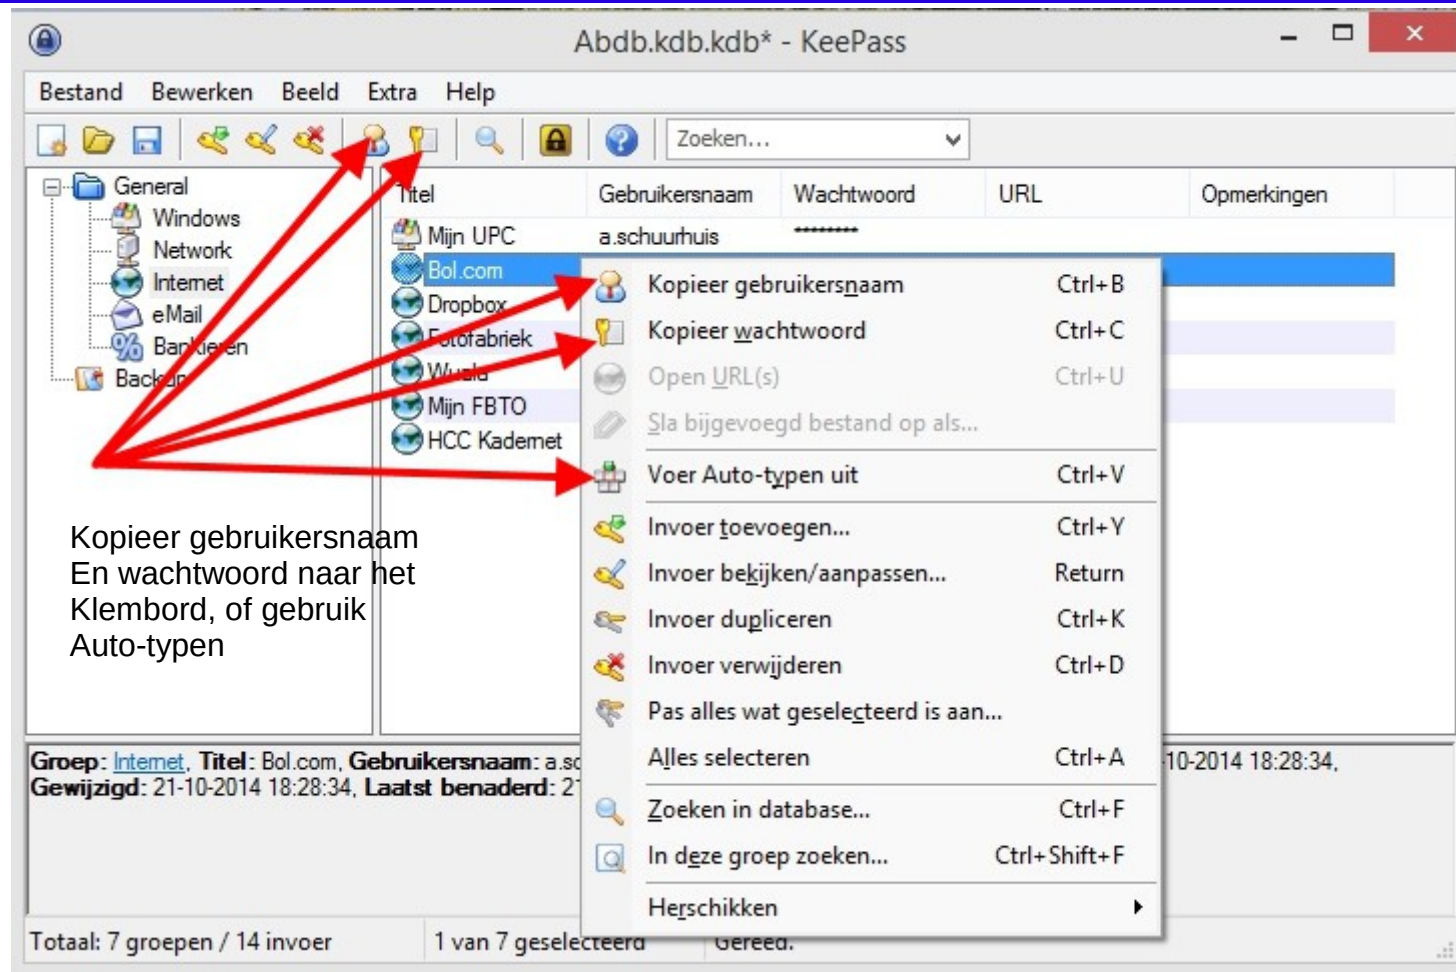 Abdb.kdb.kdb* - KeePass
Bestand Bewerken Beeld Extra Help
Zoeken...
General
Windows
Network
Internet
eMail
Bankieren
Backup
Titel Gebruikersnaam Wachtwoord URL Opmerkingen
Mijn UPC a.schuurhuis ********
Bol.com
Dropbox
Fotofabriek
Wuala
Mijn FBTO
HCC Kadernet
Kopieer gebruikersnaam Ctrl+B
Kopieer wachtwoord Ctrl+C
Open URL(s) Ctrl+U
Sla bijgevoegd bestand op als...
Voer Auto-typen uit Ctrl+V
Invoer toevoegen... Ctrl+Y
Invoer bekijken/aanpassen... Return
Invoer dupliceren Ctrl+K
Invoer verwijderen Ctrl+D
Pas alles wat geselecteerd is aan...
Alles selecteren Ctrl+A
Zoeken in database... Ctrl+F
In deze groep zoeken... Ctrl+Shift+F
Herschikken
Kopieer gebruikersnaam
En wachtwoord naar het
Klembord, of gebruik
Auto-typen
Groep: Internet, Titel: Bol.com, Gebruikersnaam: a.sc -10-2014 18:28:34,
Gewijzigd: 21-10-2014 18:28:34, Laatst benaderd: 2
Totaal: 7 groepen / 14 invoer 1 van 7 geselecteerd Gereed.